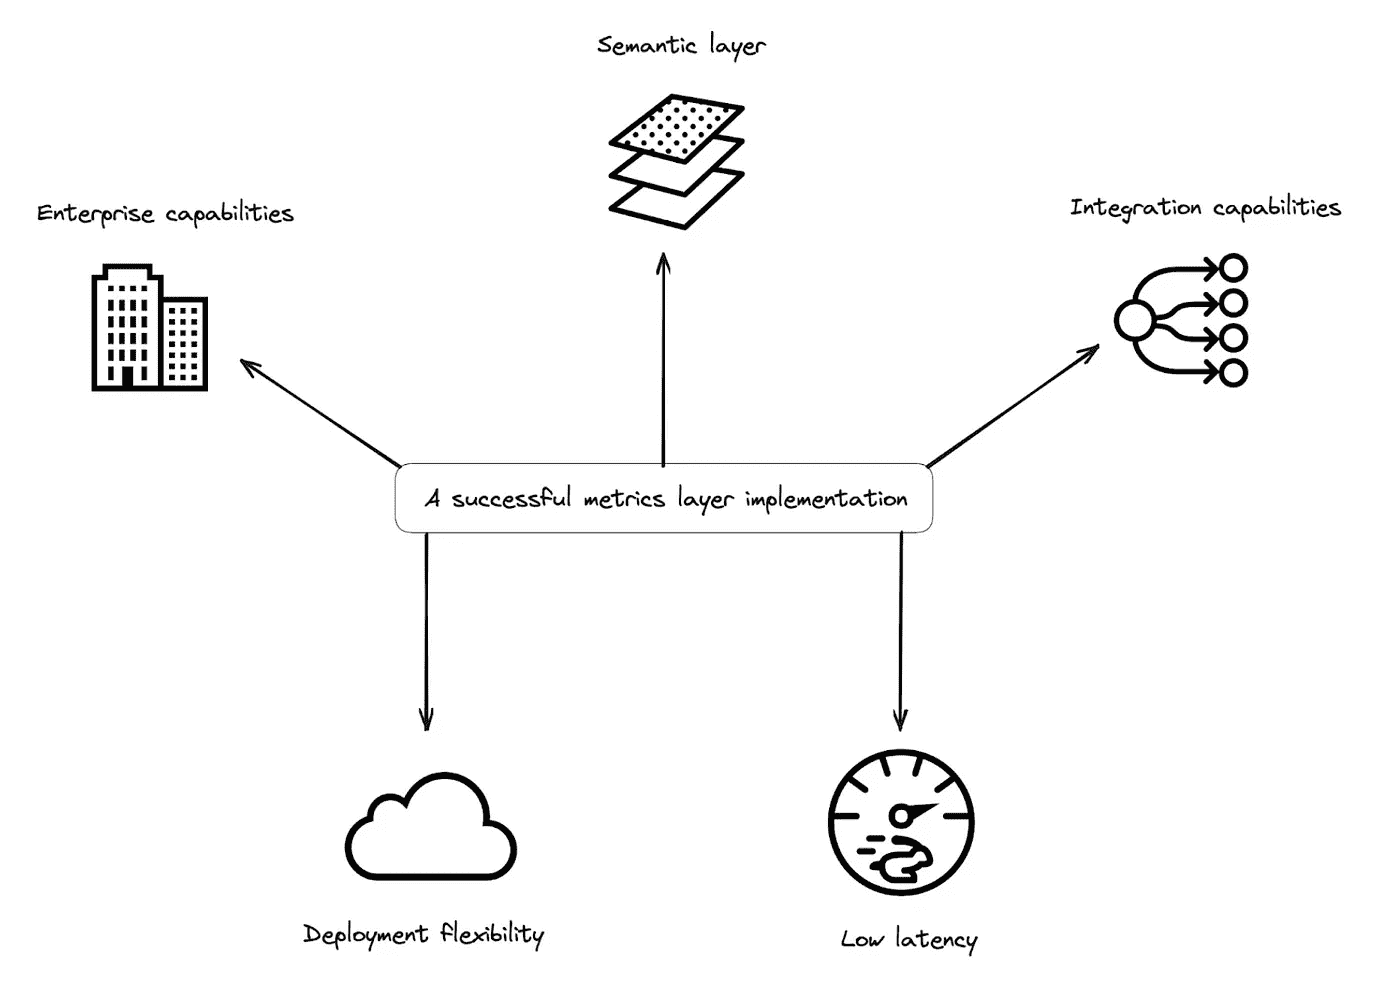 Semantic layer
Enterprise capabilities
Integration capabilities
A successful metrics layer implementation
Deployment flexibility
Low latency